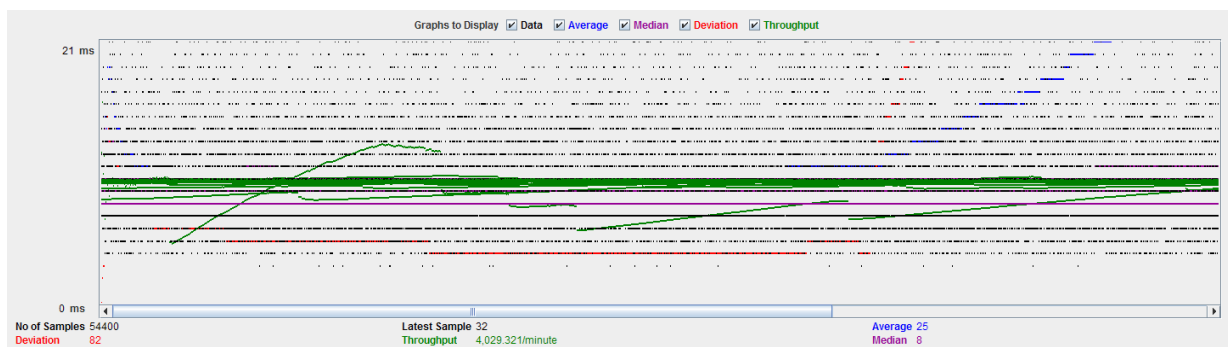 Graphs to Display Data Average Median Deviation Throughput
21 ms
0 ms
No of Samples 54400 Latest Sample 32 Average 25
Deviation 82 Throughput 4,029.321/minute Median 8